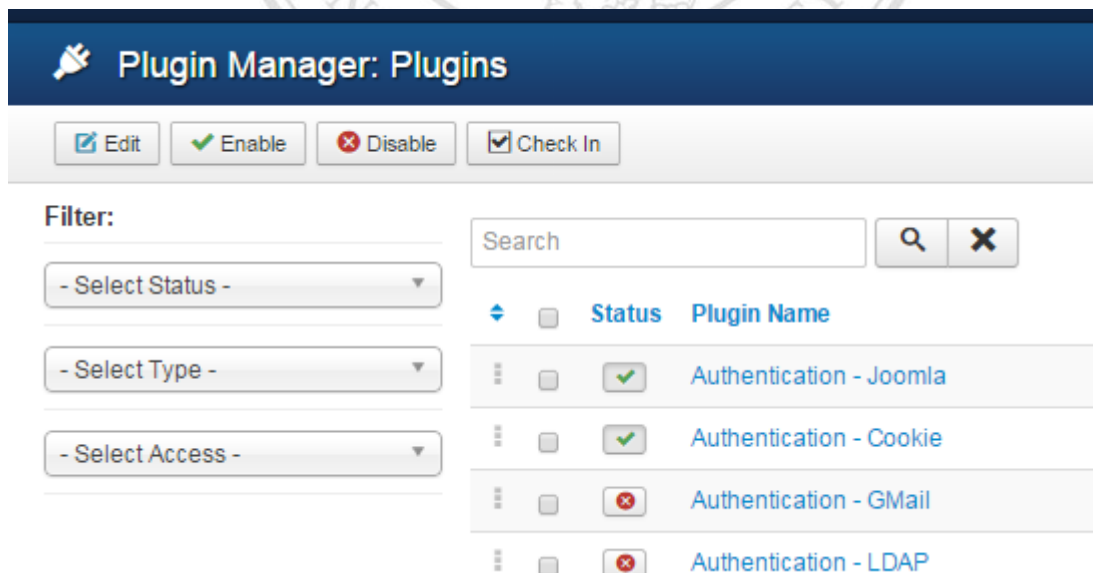 Plugin Manager: Plugins
Edit
Enable
Disable
Check In
Filter:
- Select Status -
- Select Type -
- Select Access -
Search
Status Plugin Name
Authentication - Joomla
Authentication - Cookie
Authentication - GMail
Authentication - LDAP